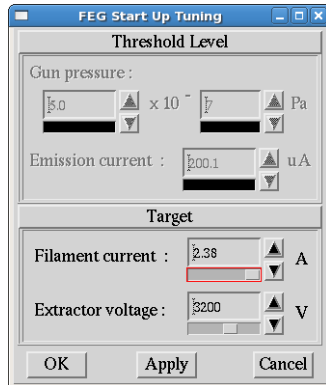 FEG Start Up Tuning
Threshold Level
Gun pressure :
5.0 x 10 - 7 Pa
Emission current : 200.1 uA
Target
Filament current : 2.38 A
Extractor voltage : 3200 V
OK Apply Cancel